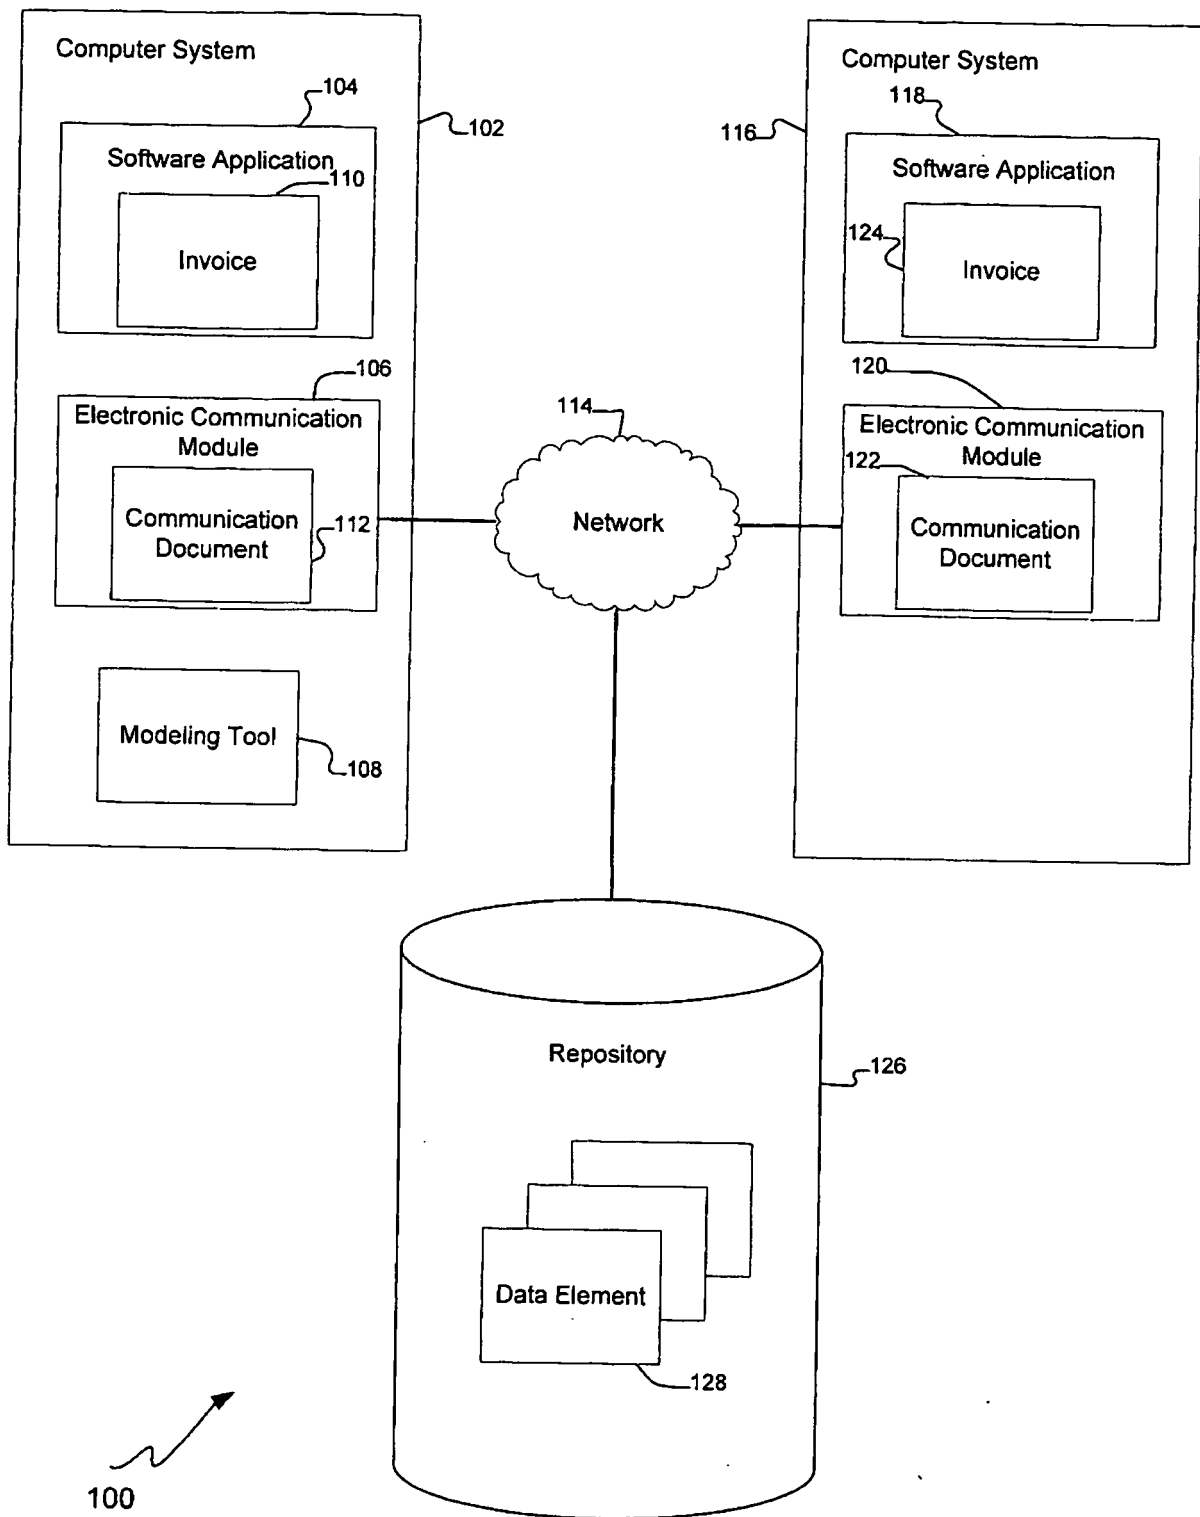 Computer System
104
102
Software Application
110
Invoice
106
Electronic Communication
Module
Communication
Document
112
Modeling Tool
108
114
Network
Computer System
118
116
Software Application
124
Invoice
120
Electronic Communication
Module
122
Communication
Document
Repository
126
Data Element
128
100